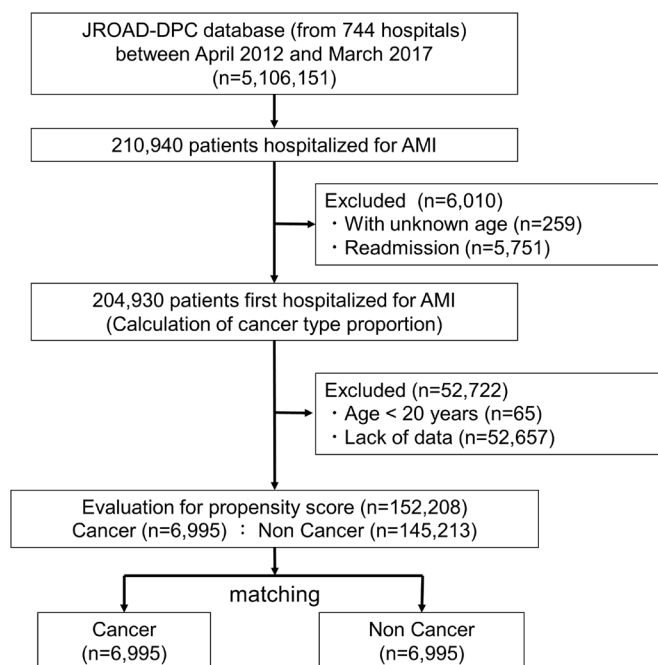 JROAD-DPC database (from 744 hospitals)
between April 2012 and March 2017
(n=5,106,151)
210,940 patients hospitalized for AMI
Excluded (n=6,010)
・With unknown age (n=259)
・Readmission (n=5,751)
204,930 patients first hospitalized for AMI
(Calculation of cancer type proportion)
Excluded (n=52,722)
・Age < 20 years (n=65)
・Lack of data (n=52,657)
Evaluation for propensity score (n=152,208)
Cancer (n=6,995) : Non Cancer (n=145,213)
matching
Cancer
(n=6,995)
Non Cancer
(n=6,995)